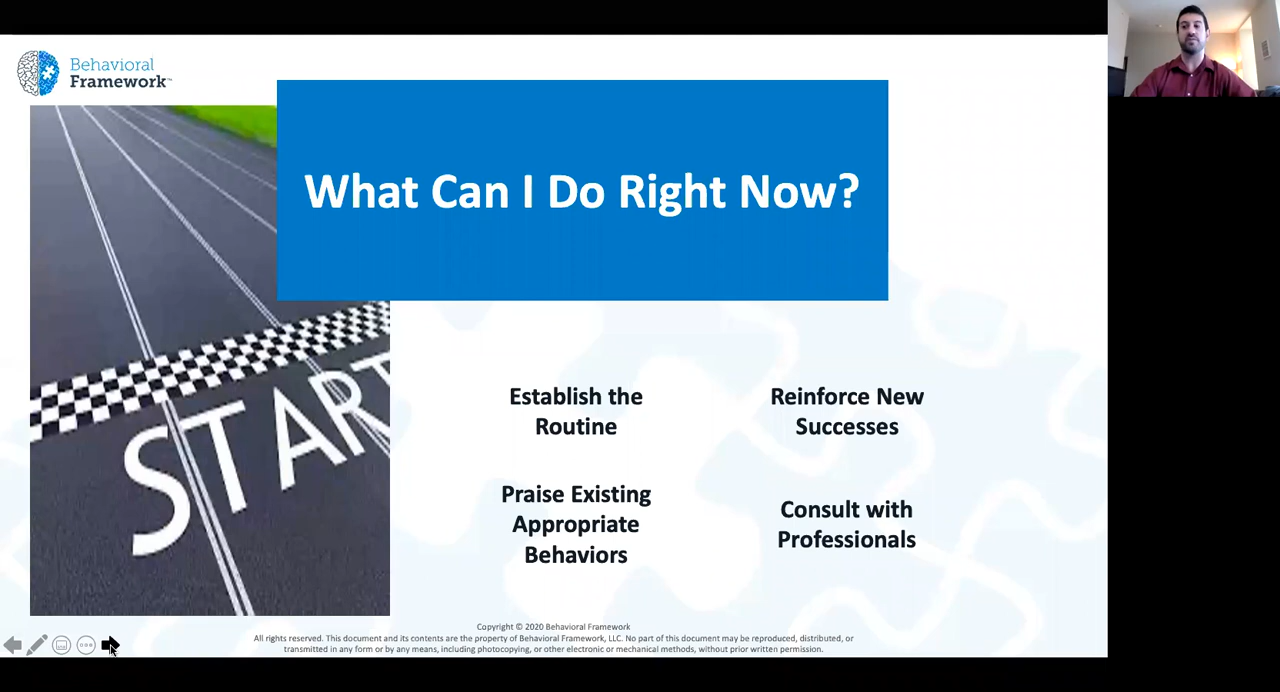 Behavioral
Framework™
What Can I Do Right Now?
START
Establish the
Routine
Reinforce New
Successes
Praise Existing
Appropriate
Behaviors
Consult with
Professionals
Copyright © 2020 Behavioral Framework
All rights reserved. This document and its contents are the property of Behavioral Framework, LLC. No part of this document may be reproduced, distributed, or
transmitted in any form or by any means, including photocopying, or other electronic or mechanical methods, without prior written permission.